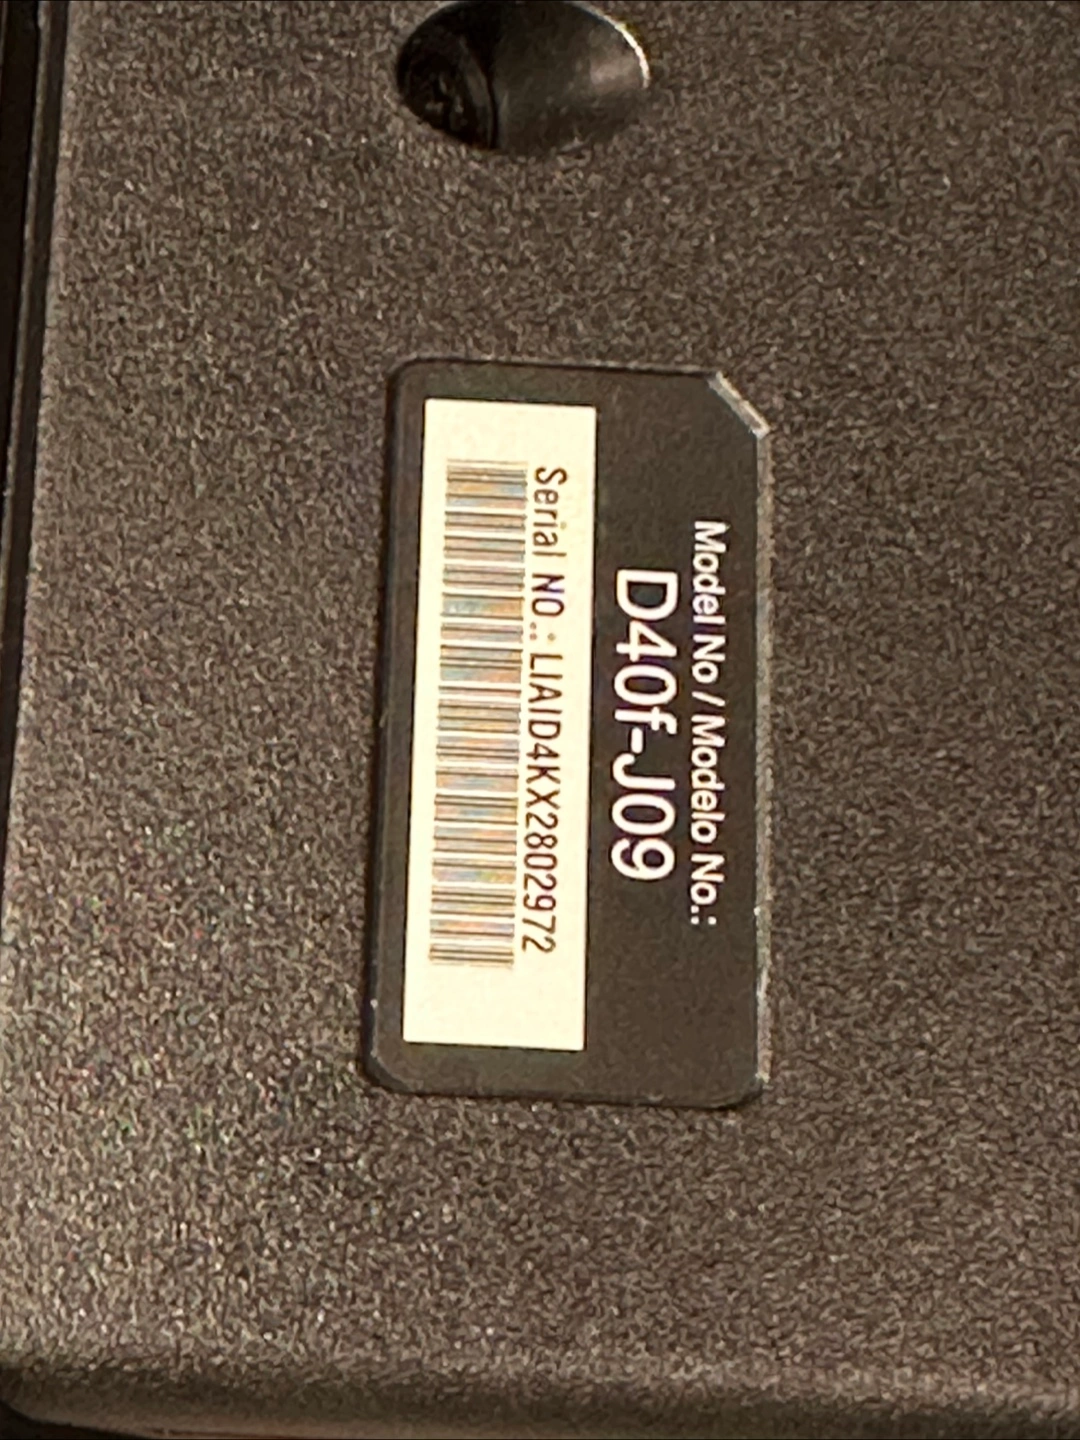 Model No / Modelo No.:
D40f-J09
Serial NO.: LIAID4KX2802972